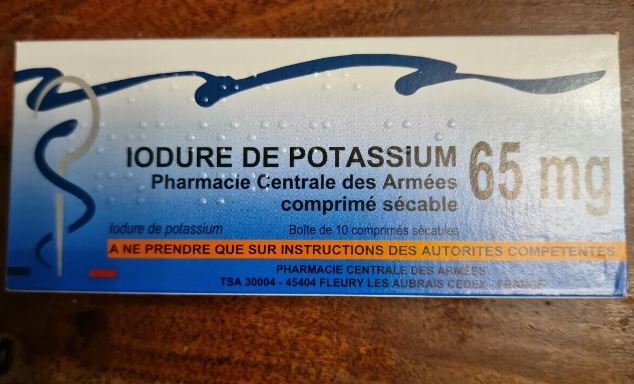 IODURE DE POTASSIUM 65 mg
Pharmacie Centrale des Armées
comprimé sécable
Iodure de potassium Boîte de 10 comprimés sécables
A NE PRENDRE QUE SUR INSTRUCTIONS DES AUTORITES COMPETENTES
PHARMACIE CENTRALE DES ARMÉES
TSA 30004 - 45404 FLEURY LES AUBRAIS CEDEX - FRANCE